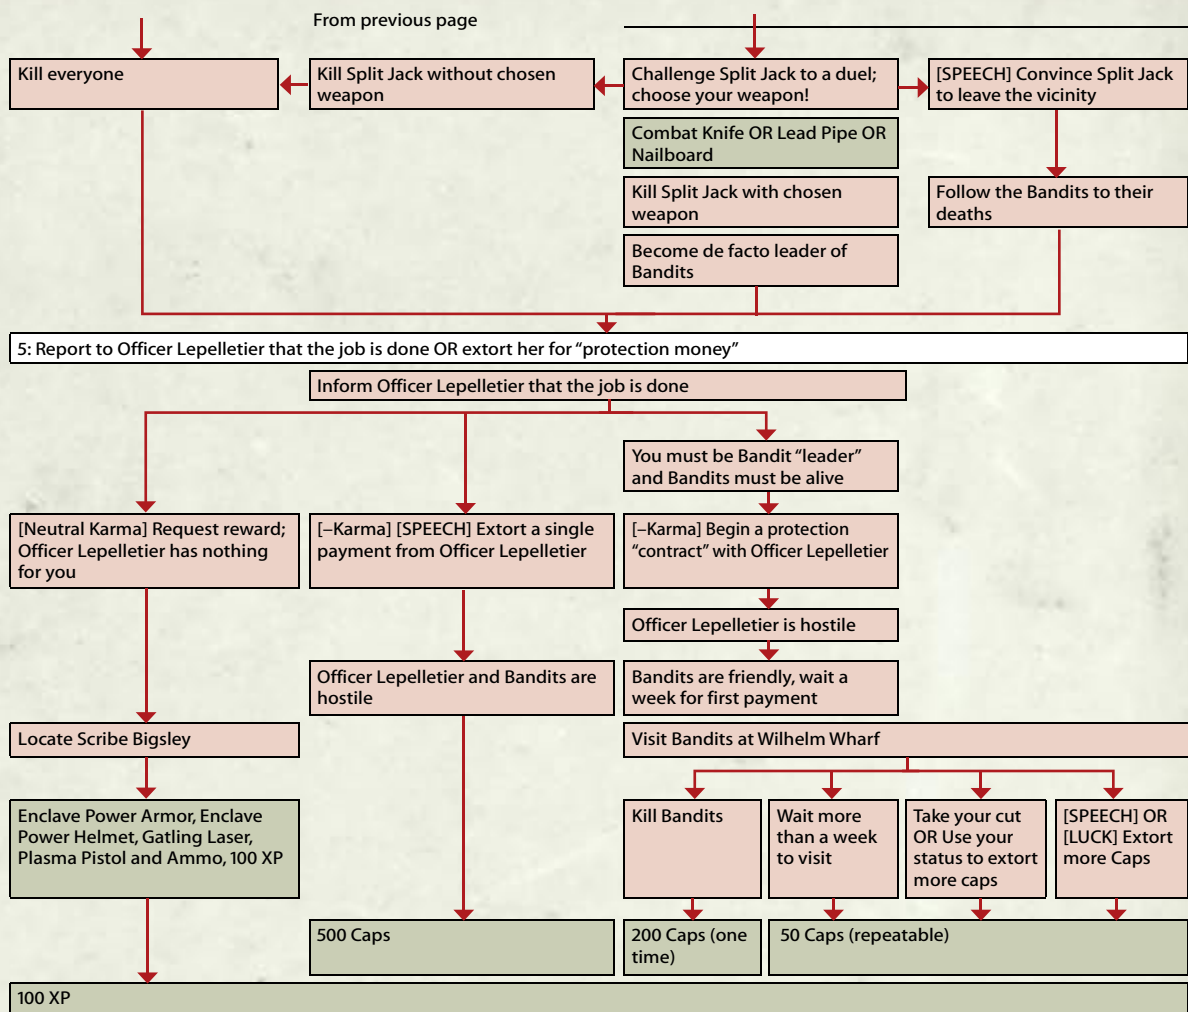 From previous page
Kill everyone
Kill Split Jack without chosen
weapon
Challenge Split Jack to a duel;
choose your weapon!
[SPEECH] Convince Split Jack
to leave the vicinity
Combat Knife OR Lead Pipe OR
Nailboard
Kill Split Jack with chosen
weapon
Follow the Bandits to their
deaths
Become de facto leader of
Bandits
5: Report to Officer Lepelletier that the job is done OR extort her for “protection money”
Inform Officer Lepelletier that the job is done
You must be Bandit “leader”
and Bandits must be alive
[Neutral Karma] Request reward;
Officer Lepelletier has nothing
for you
[–Karma] [SPEECH] Extort a single
payment from Officer Lepelletier
[–Karma] Begin a protection
“contract” with Officer Lepelletier
Officer Lepelletier is hostile
Officer Lepelletier and Bandits are
hostile
Bandits are friendly, wait a
week for first payment
Locate Scribe Bigsley
Visit Bandits at Wilhelm Wharf
Enclave Power Armor, Enclave
Power Helmet, Gatling Laser,
Plasma Pistol and Ammo, 100 XP
Kill Bandits
Wait more
than a week
to visit
Take your cut
OR Use your
status to extort
more caps
[SPEECH] OR
[LUCK] Extort
more Caps
500 Caps
200 Caps (one
time)
50 Caps (repeatable)
100 XP